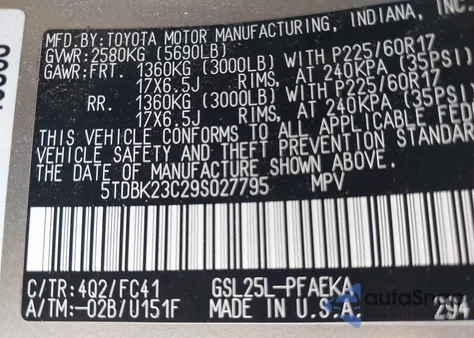 MFD.BY:TOYOTA MOTOR MANUFACTURING, INDIANA, INC.
GVWR:2580KG (5690LB)
GAWR:FRT. 1360KG (3000LB) WITH P225/60R17
17X6.5J RIMS, AT 240KPA (35PSI)
RR. 1360KG (3000LB) WITH P225/60R17
17X6.5J RIMS, AT 240KPA (35PSI)
THIS VEHICLE CONFORMS TO ALL APPLICABLE FED
VEHICLE SAFETY AND THEFT PREVENTION STANDAR
THE DATE OF MANUFACTURE SHOWN ABOVE.
5TDBK23C29S027795 MPV
C/TR:4Q2/FC41 GSL25L-PFAEKA
A/TM:-02B/U151F MADE IN U.S.A. 294